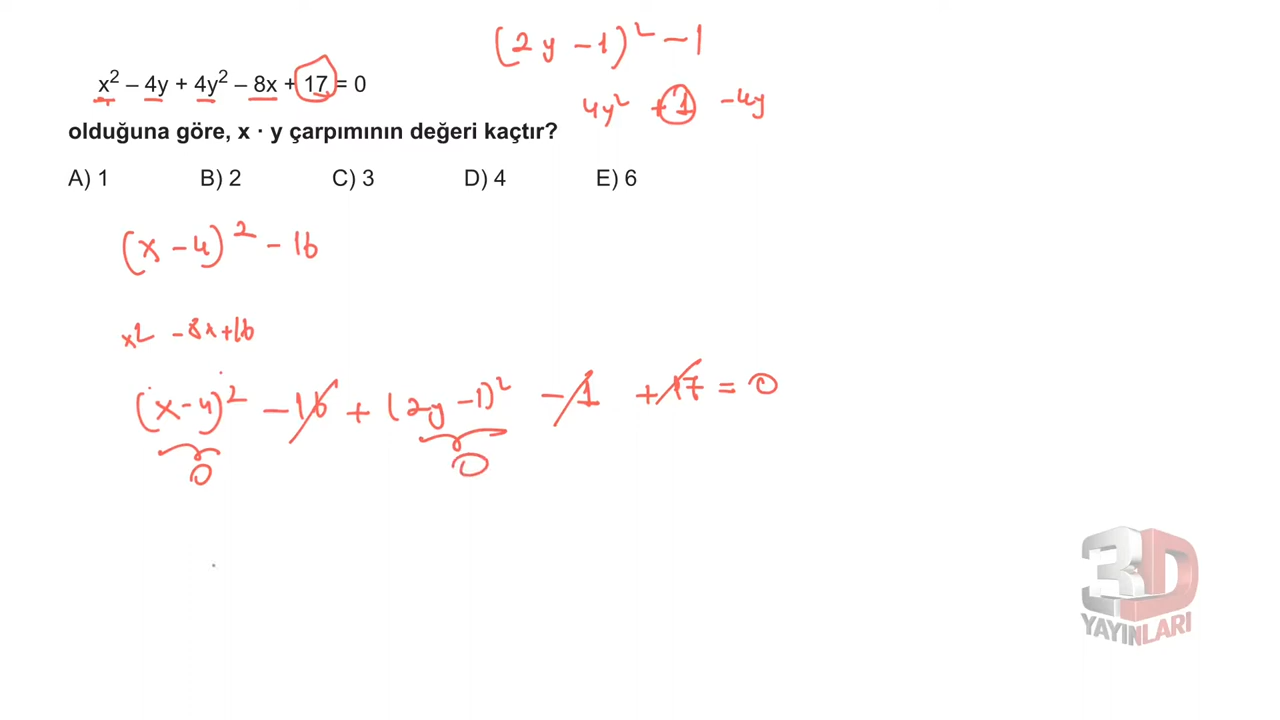 (2y - 1)² - 1
x² – 4y + 4y² – 8x + 17 = 0
4y² + 1 - 4y
olduğuna göre, x · y çarpımının değeri kaçtır?
A) 1 B) 2 C) 3 D) 4 E) 6
(x - 4)² - 16
x² - 8x + 16
(x - 4)² - 16 + (2y - 1)² - 1 + 17 = 0
0 0
3D
YAYINLARI